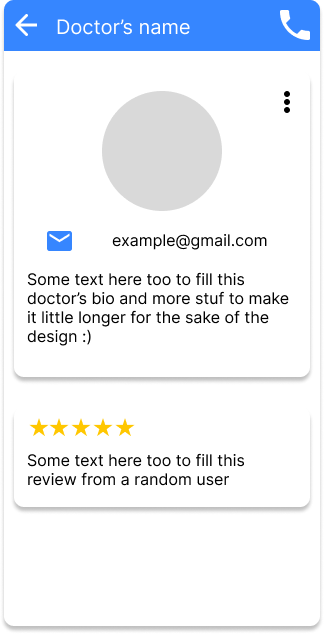 Doctor's name
example@gmail.com
Some text here too to fill this
doctor's bio and more stuf to make
it little longer for the sake of the
design :)
Some text here too to fill this
review from a random user